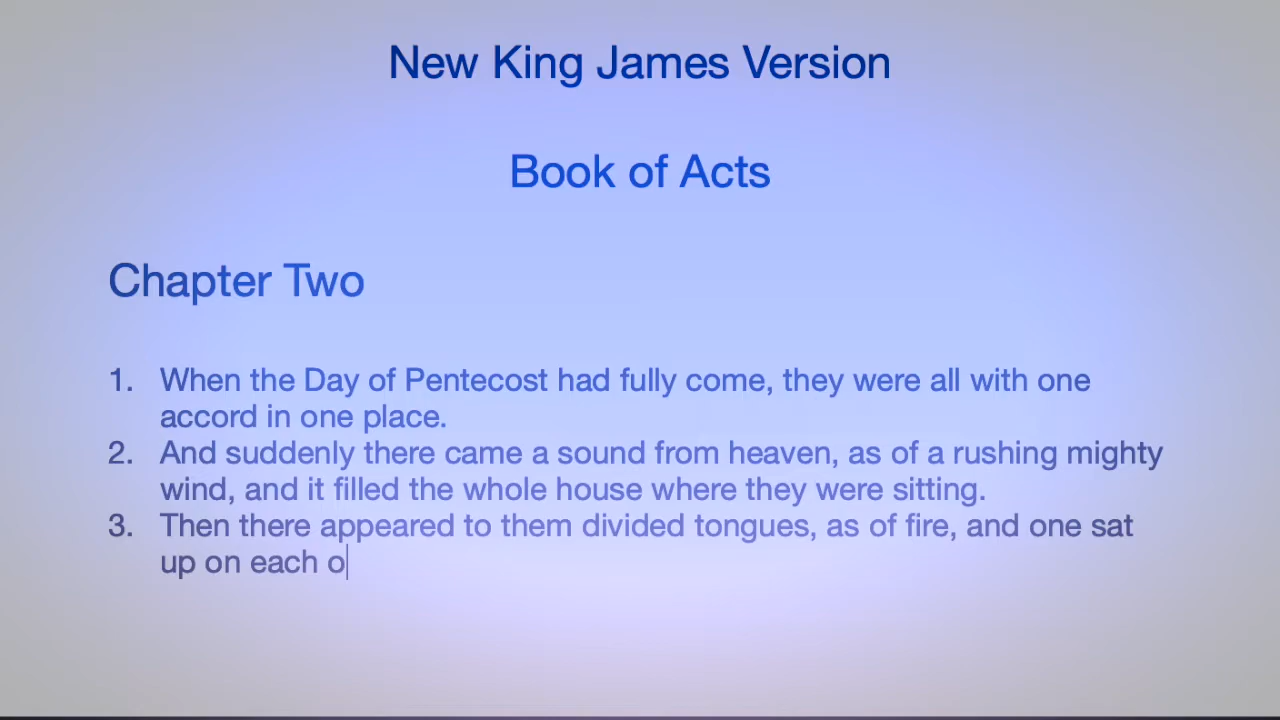 New King James Version
Book of Acts
Chapter Two
1. When the Day of Pentecost had fully come, they were all with one
accord in one place.
2. And suddenly there came a sound from heaven, as of a rushing mighty
wind, and it filled the whole house where they were sitting.
3. Then there appeared to them divided tongues, as of fire, and one sat
up on each o